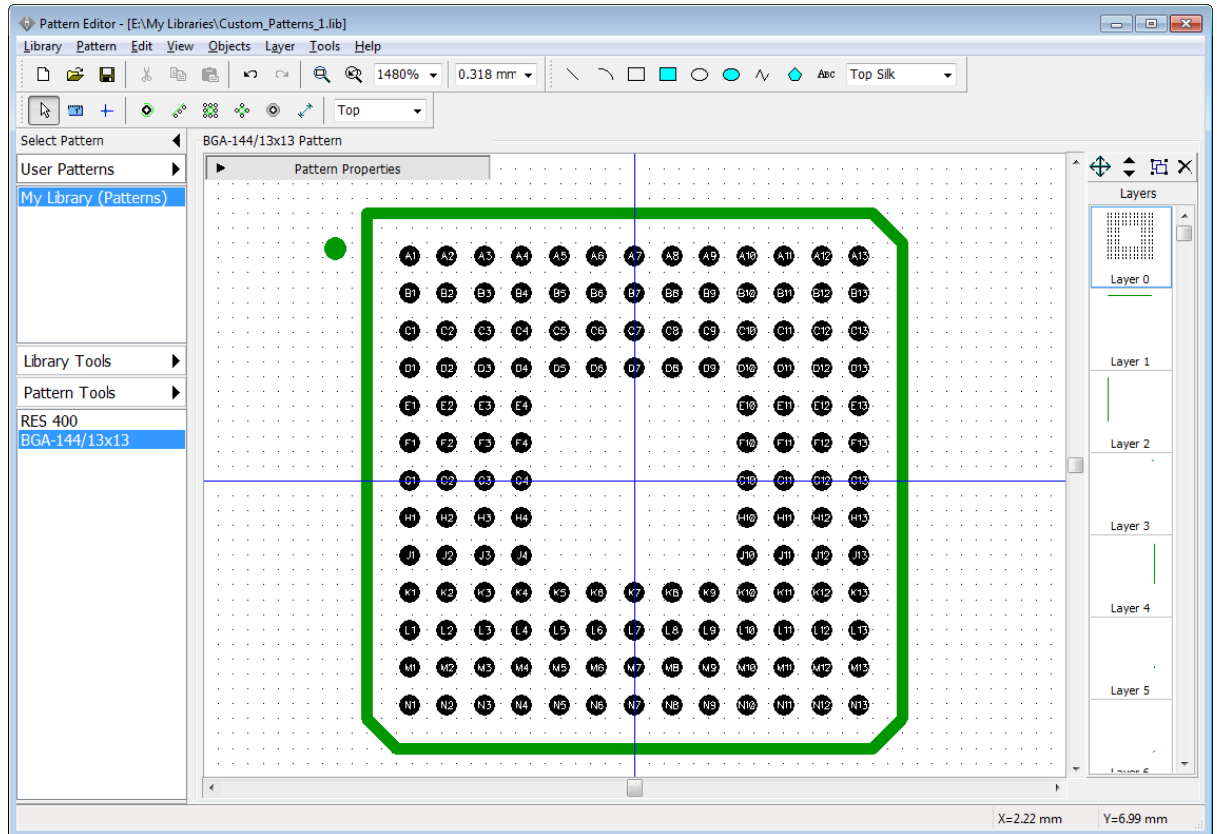 Pattern Editor - [E:\My Libraries\Custom_Patterns_1.lib]
Library Pattern Edit View Objects Layer Tools Help
1480% 0.318 mm ABC Top Silk
Top
Select Pattern BGA-144/13x13 Pattern
User Patterns Pattern Properties
My Library (Patterns)
Layers
Layer 0
Layer 1
Layer 2
Layer 3
Layer 4
Layer 5
Layer 6
Library Tools
Pattern Tools
RES 400
BGA-144/13x13
A1 A2 A3 A4 A5 A6 A7 A8 A9 A10 A11 A12 A13
B1 B2 B3 B4 B5 B6 B7 B8 B9 B10 B11 B12 B13
C1 C2 C3 C4 C5 C6 C7 C8 C9 C10 C11 C12 C13
D1 D2 D3 D4 D5 D6 D7 D8 D9 D10 D11 D12 D13
E1 E2 E3 E4 E10 E11 E12 E13
F1 F2 F3 F4 F10 F11 F12 F13
G1 G2 G3 G4 G10 G11 G12 G13
H1 H2 H3 H4 H10 H11 H12 H13
J1 J2 J3 J4 J10 J11 J12 J13
K1 K2 K3 K4 K5 K6 K7 K8 K9 K10 K11 K12 K13
L1 L2 L3 L4 L5 L6 L7 L8 L9 L10 L11 L12 L13
M1 M2 M3 M4 M5 M6 M7 M8 M9 M10 M11 M12 M13
N1 N2 N3 N4 N5 N6 N7 N8 N9 N10 N11 N12 N13
X=2.22 mm Y=6.99 mm